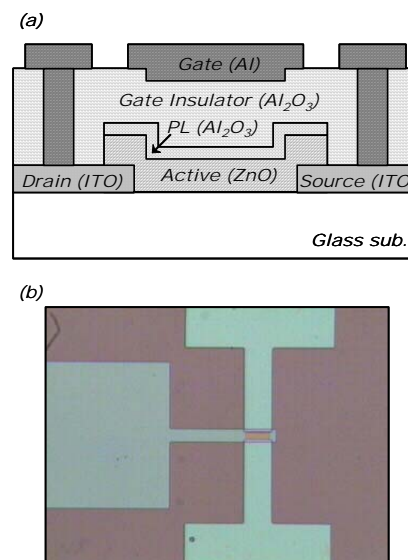 (a)
Gate (Al)
Gate Insulator (Al₂O₃)
PL (Al₂O₃)
Drain (ITO)
Active (ZnO)
Source (ITO
Glass sub.
(b)